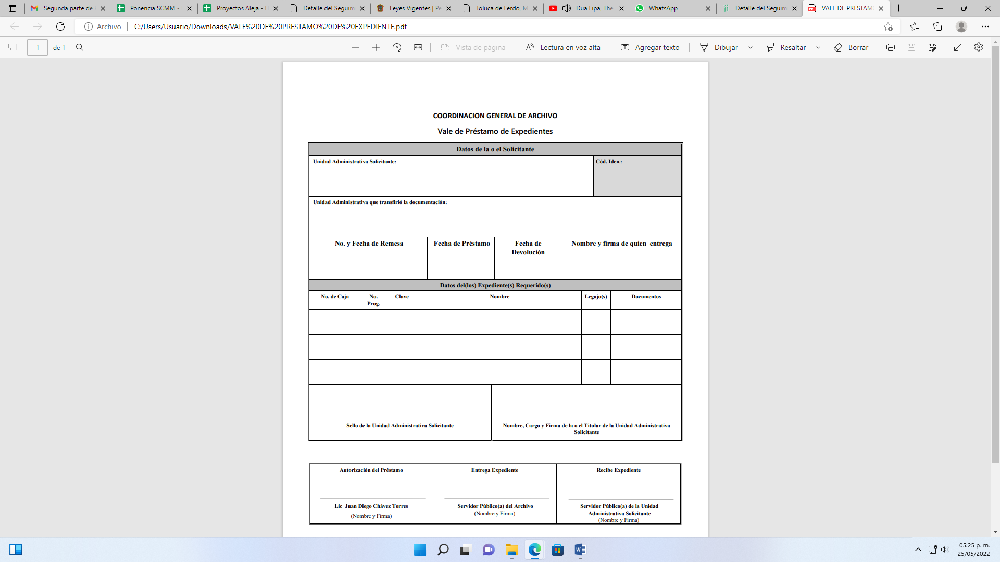 Segunda parte de
Ponencia SCMM -
Proyectos Aleja - H
Detalle del Seguim
Leyes Vigentes | Pe
Toluca de Lerdo, M
Dua Lipa, The
WhatsApp
Detalle del Seguim
VALE DE PRESTAM
Archivo
C:/Users/Usuario/Downloads/VALE%20DE%20PRESTAMO%20DE%20EXPEDIENTE.pdf
1 de 1
Vista de página
Lectura en voz alta
Agregar texto
Dibujar
Resaltar
Borrar
COORDINACION GENERAL DE ARCHIVO
Vale de Préstamo de Expedientes
Datos de la o el Solicitante
Unidad Administrativa Solicitante:
Cód. Iden.:
Unidad Administrativa que transfirió la documentación:
No. y Fecha de Remesa
Fecha de Préstamo
Fecha de
Devolución
Nombre y firma de quien entrega
Datos del(los) Expediente(s) Requerido(s)
No. de Caja
No.
Prog.
Clave
Nombre
Legajo(s)
Documentos
Sello de la Unidad Administrativa Solicitante
Nombre, Cargo y Firma de la o el Titular de la Unidad Administrativa
Solicitante
Autorización del Préstamo
Lic Juan Diego Chávez Torres
(Nombre y Firma)
Entrega Expediente
Servidor Público(a) del Archivo
(Nombre y Firma)
Recibe Expediente
Servidor Público(a) de la Unidad
Administrativa Solicitante
(Nombre y Firma)
05:25 p. m.
25/05/2022